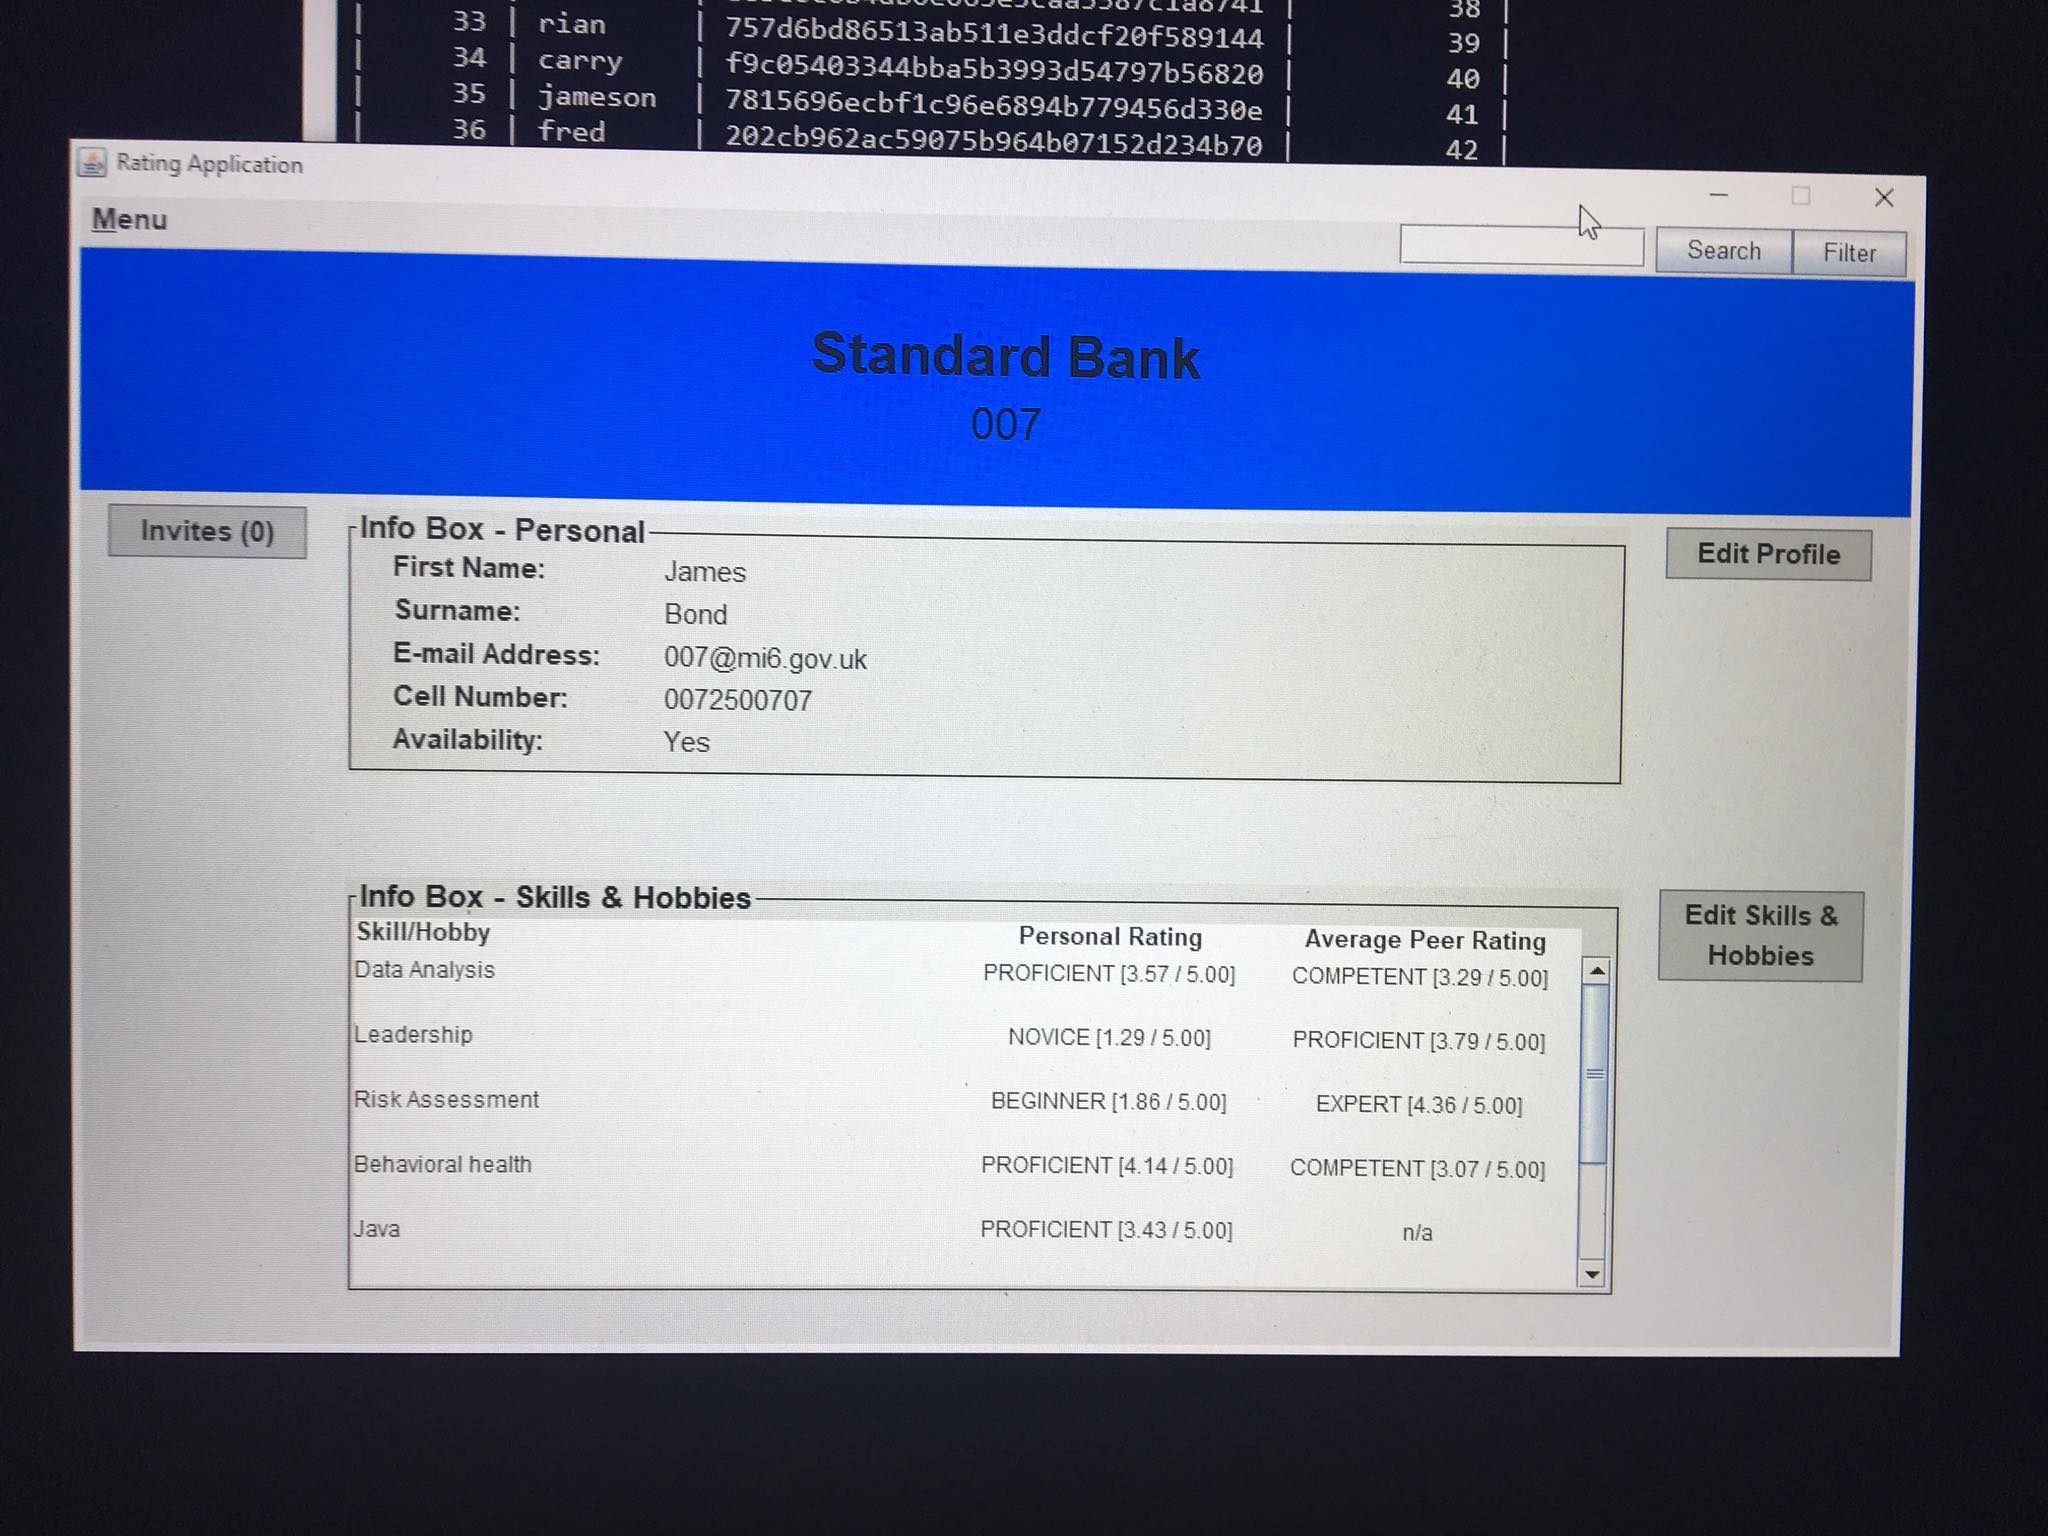 38 |
| 33 | rian | 757d6bd86513ab511e3ddcf20f589144 | 39 |
| 34 | carry | f9c05403344bba5b3993d54797b56820 | 40 |
| 35 | jameson | 7815696ecbf1c96e6894b779456d330e | 41 |
| 36 | fred | 202cb962ac59075b964b07152d234b70 | 42 |
Rating Application
Menu
Search Filter
Standard Bank
007
Invites (0)
Info Box - Personal
Edit Profile
First Name: James
Surname: Bond
E-mail Address: 007@mi6.gov.uk
Cell Number: 0072500707
Availability: Yes
Info Box - Skills & Hobbies
Edit Skills &
Hobbies
Skill/Hobby Personal Rating Average Peer Rating
Data Analysis PROFICIENT [3.57 / 5.00] COMPETENT [3.29 / 5.00]
Leadership NOVICE [1.29 / 5.00] PROFICIENT [3.79 / 5.00]
Risk Assessment BEGINNER [1.86 / 5.00] EXPERT [4.36 / 5.00]
Behavioral health PROFICIENT [4.14 / 5.00] COMPETENT [3.07 / 5.00]
Java PROFICIENT [3.43 / 5.00] n/a